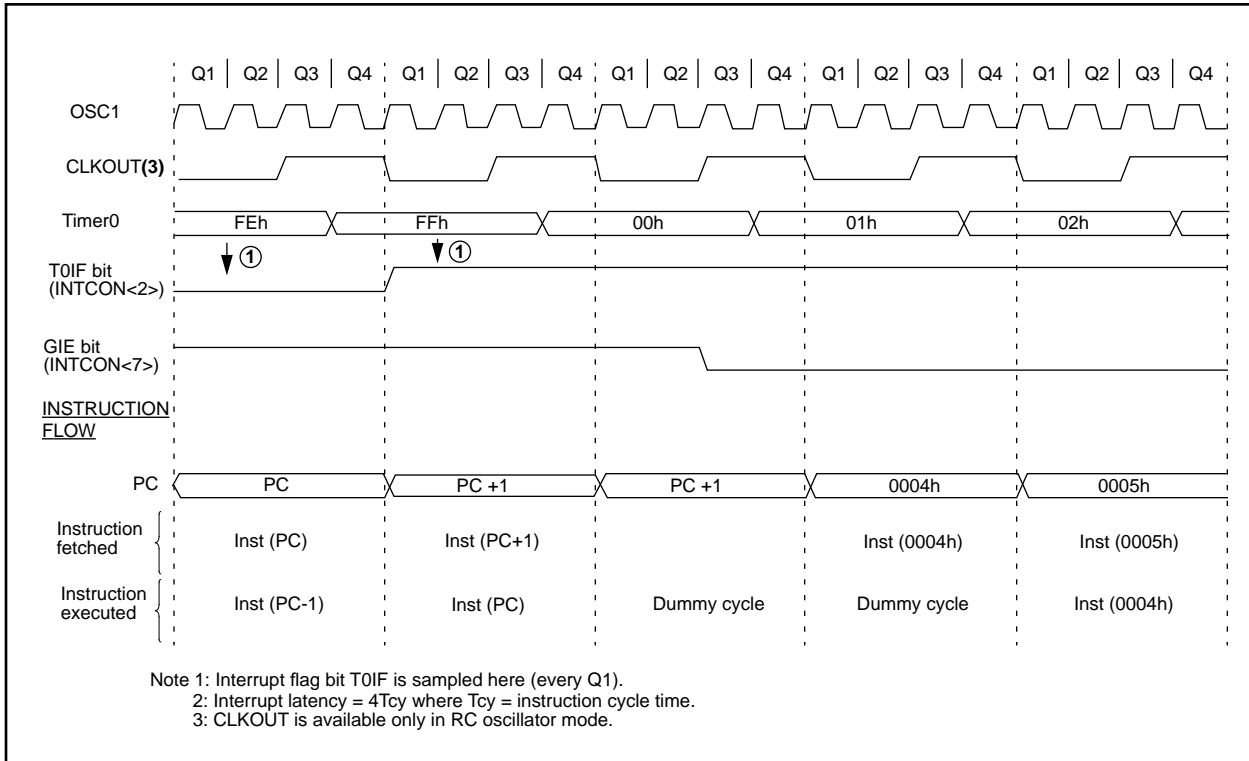 Q1 Q2 Q3 Q4 Q1 Q2 Q3 Q4 Q1 Q2 Q3 Q4 Q1 Q2 Q3 Q4 Q1 Q2 Q3 Q4
OSC1
CLKOUT(3)
Timer0 FEh FFh 00h 01h 02h
1 1
T0IF bit
(INTCON<2>)
GIE bit
(INTCON<7>)
INSTRUCTION
FLOW
PC PC PC +1 PC +1 0004h 0005h
Instruction
fetched
Inst (PC) Inst (PC+1) Inst (0004h) Inst (0005h)
Instruction
executed
Inst (PC-1) Inst (PC) Dummy cycle Dummy cycle Inst (0004h)
Note 1: Interrupt flag bit T0IF is sampled here (every Q1).
2: Interrupt latency = 4Tcy where Tcy = instruction cycle time.
3: CLKOUT is available only in RC oscillator mode.